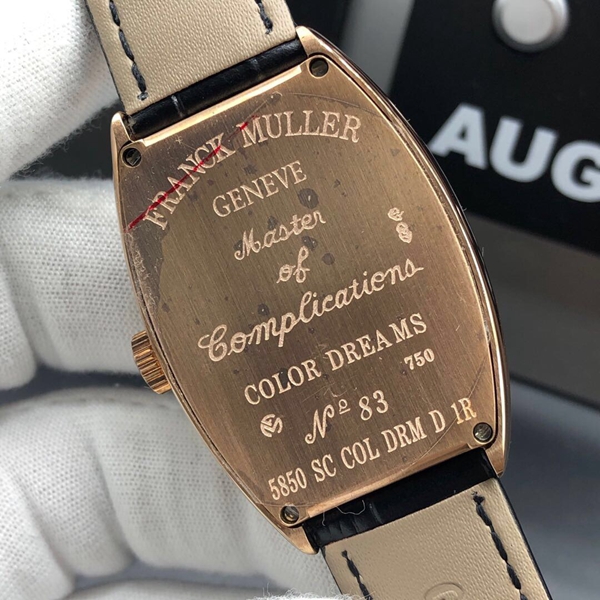 FRANCK MULLER
GENEVE
Master
of
Complications
COLOR DREAMS
750
Nº 83
5850 SC COL DRM D 1R
AUG